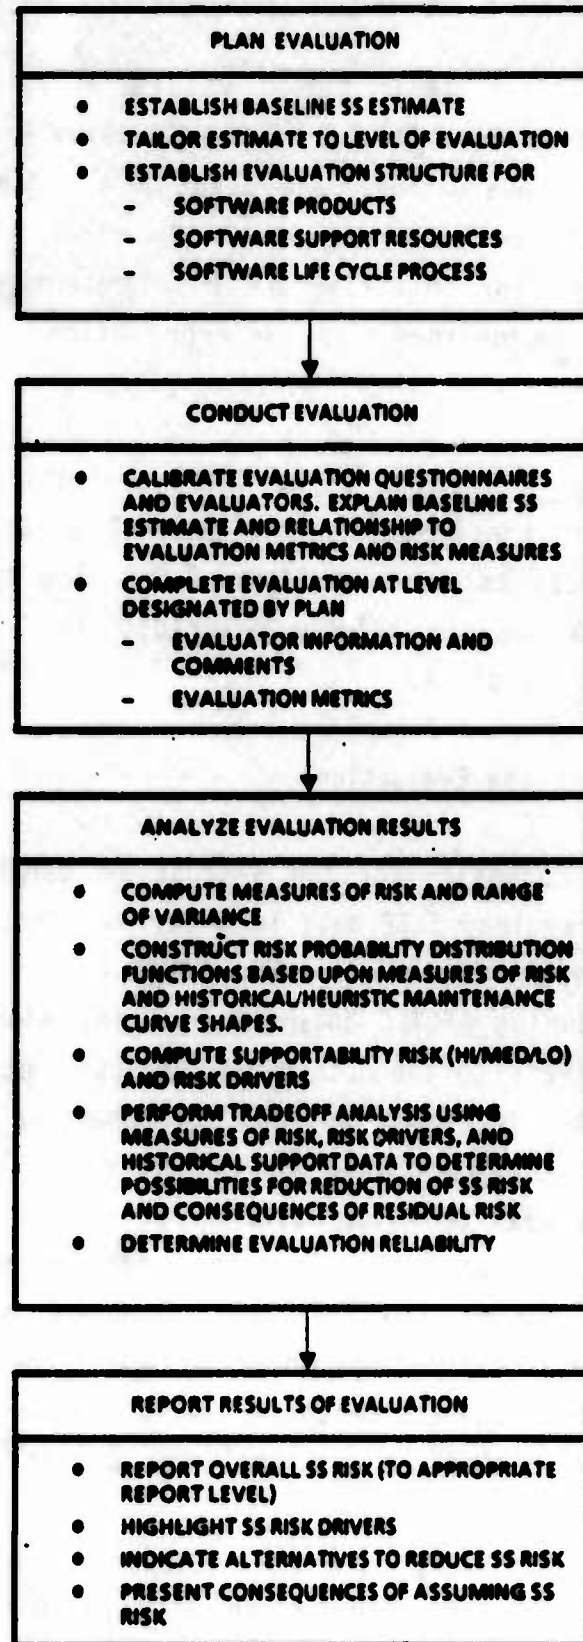 PLAN EVALUATION
● ESTABLISH BASELINE SS ESTIMATE
● TAILOR ESTIMATE TO LEVEL OF EVALUATION
● ESTABLISH EVALUATION STRUCTURE FOR
- SOFTWARE PRODUCTS
- SOFTWARE SUPPORT RESOURCES
- SOFTWARE LIFE CYCLE PROCESS
CONDUCT EVALUATION
● CALIBRATE EVALUATION QUESTIONNAIRES
AND EVALUATORS. EXPLAIN BASELINE SS
ESTIMATE AND RELATIONSHIP TO
EVALUATION METRICS AND RISK MEASURES
● COMPLETE EVALUATION AT LEVEL
DESIGNATED BY PLAN
- EVALUATOR INFORMATION AND
COMMENTS
- EVALUATION METRICS
ANALYZE EVALUATION RESULTS
● COMPUTE MEASURES OF RISK AND RANGE
OF VARIANCE
● CONSTRUCT RISK PROBABILITY DISTRIBUTION
FUNCTIONS BASED UPON MEASURES OF RISK
AND HISTORICAL/HEURISTIC MAINTENANCE
CURVE SHAPES.
● COMPUTE SUPPORTABILITY RISK (HI/MED/LO)
AND RISK DRIVERS
● PERFORM TRADEOFF ANALYSIS USING
MEASURES OF RISK, RISK DRIVERS, AND
HISTORICAL SUPPORT DATA TO DETERMINE
POSSIBILITIES FOR REDUCTION OF SS RISK
AND CONSEQUENCES OF RESIDUAL RISK
● DETERMINE EVALUATION RELIABILITY
REPORT RESULTS OF EVALUATION
● REPORT OVERALL SS RISK (TO APPROPRIATE
REPORT LEVEL)
● HIGHLIGHT SS RISK DRIVERS
● INDICATE ALTERNATIVES TO REDUCE SS RISK
● PRESENT CONSEQUENCES OF ASSUMING SS
RISK